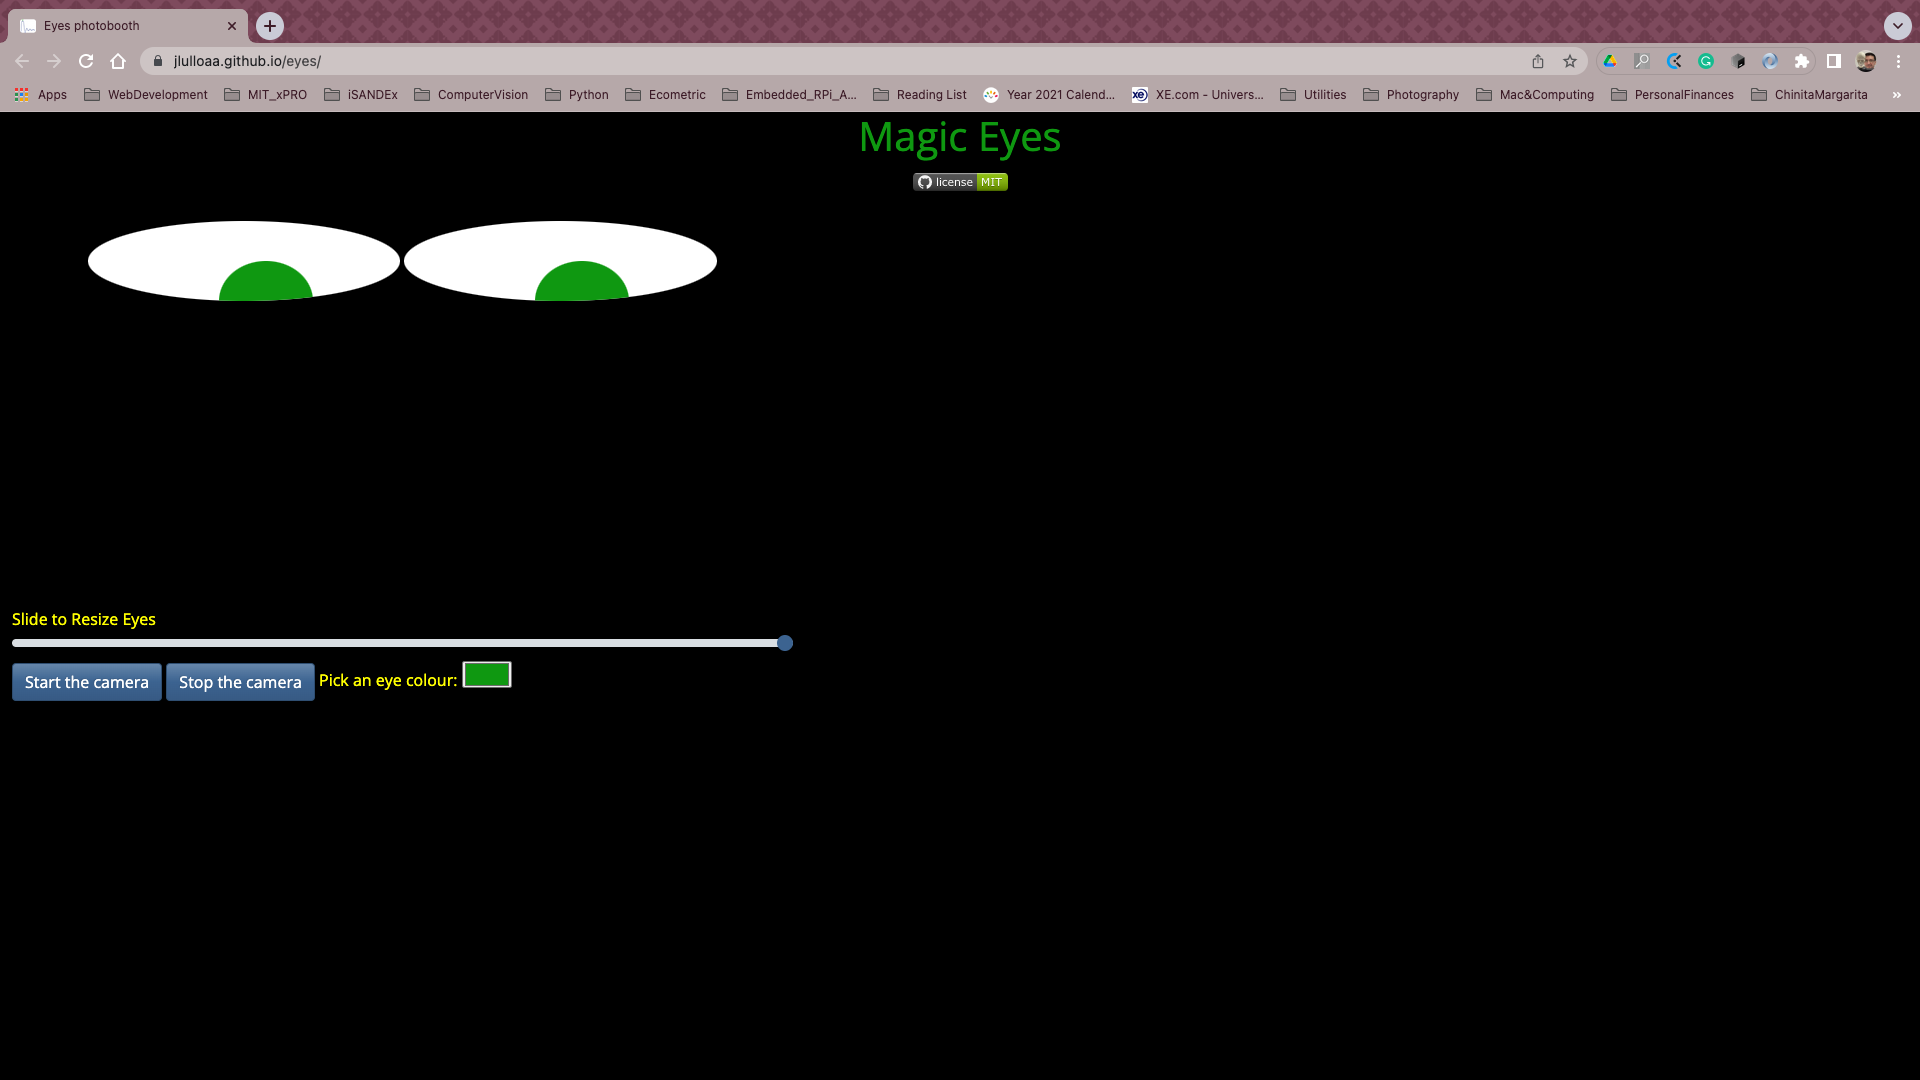 Eyes photobooth
jlulloaa.github.io/eyes/
Apps WebDevelopment MIT_xPRO iSANDEx ComputerVision Python Ecometric Embedded_RPi_A... Reading List Year 2021 Calend... XE.com - Univers... Utilities Photography Mac&Computing PersonalFinances ChinitaMargarita »
Magic Eyes
license MIT
Slide to Resize Eyes
Start the camera Stop the camera Pick an eye colour: